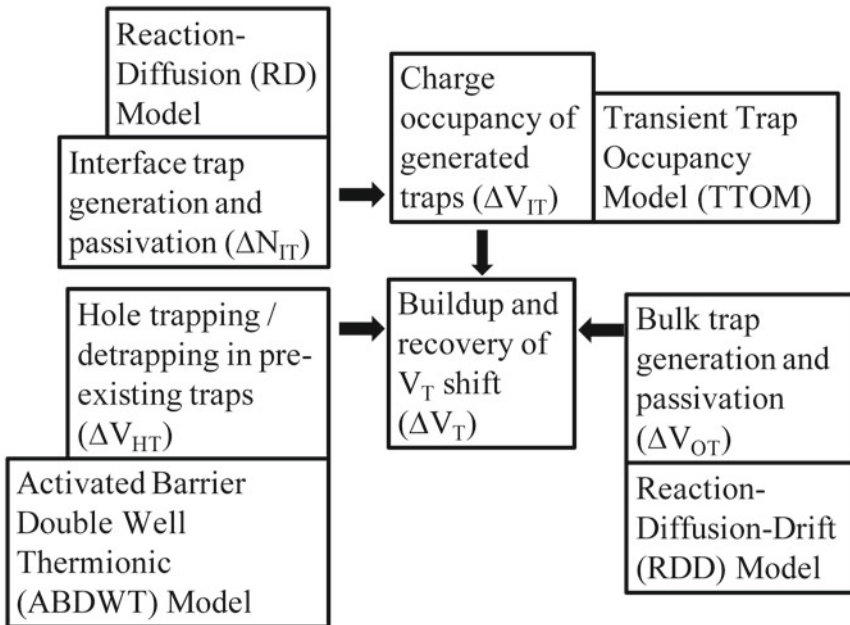 Reaction-
Diffusion (RD)
Model
Interface trap
generation and
passivation (ΔN_IT)
Charge
occupancy of
generated
traps (ΔV_IT)
Transient Trap
Occupancy
Model (TTOM)
Hole trapping /
detrapping in pre-
existing traps
(ΔV_HT)
Activated Barrier
Double Well
Thermionic
(ABDWT) Model
Buildup and
recovery of
V_T shift
(ΔV_T)
Bulk trap
generation and
passivation
(ΔV_OT)
Reaction-
Diffusion-Drift
(RDD) Model